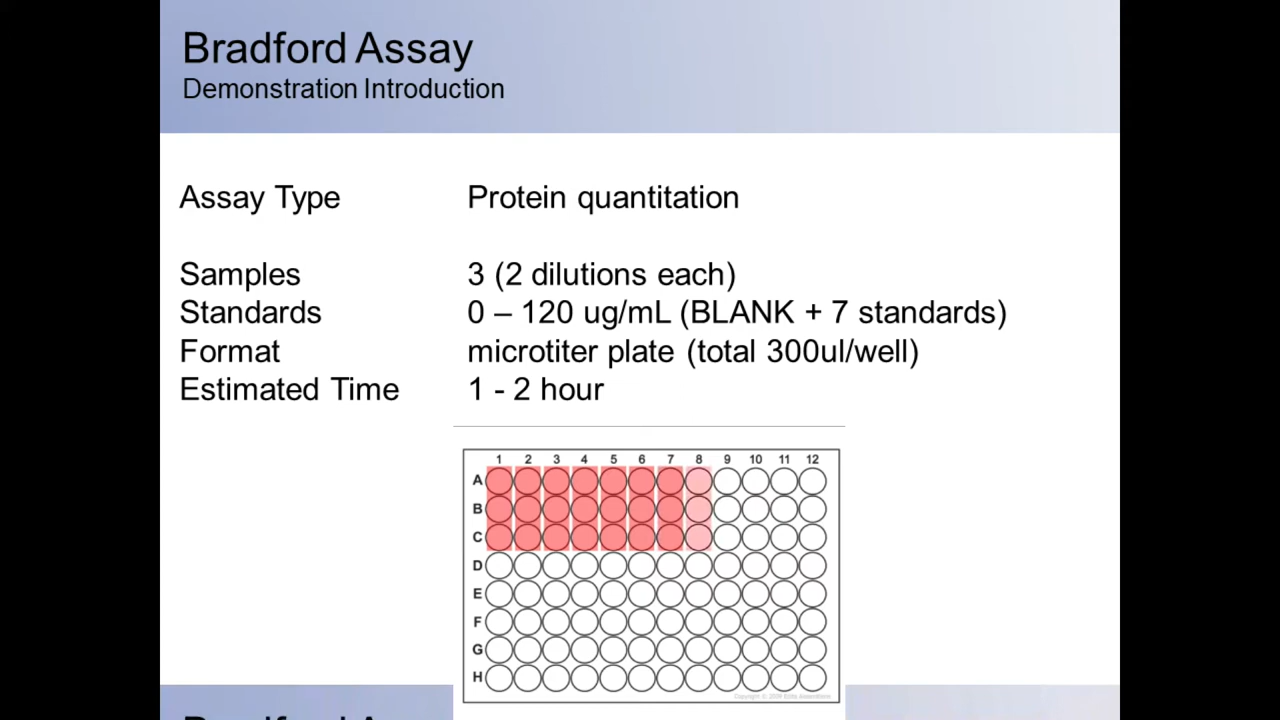 Bradford Assay
Demonstration Introduction
Assay Type Protein quantitation
Samples 3 (2 dilutions each)
Standards 0 – 120 ug/mL (BLANK + 7 standards)
Format microtiter plate (total 300ul/well)
Estimated Time 1 - 2 hour
1 2 3 4 5 6 7 8 9 10 11 12
A
B
C
D
E
F
G
H